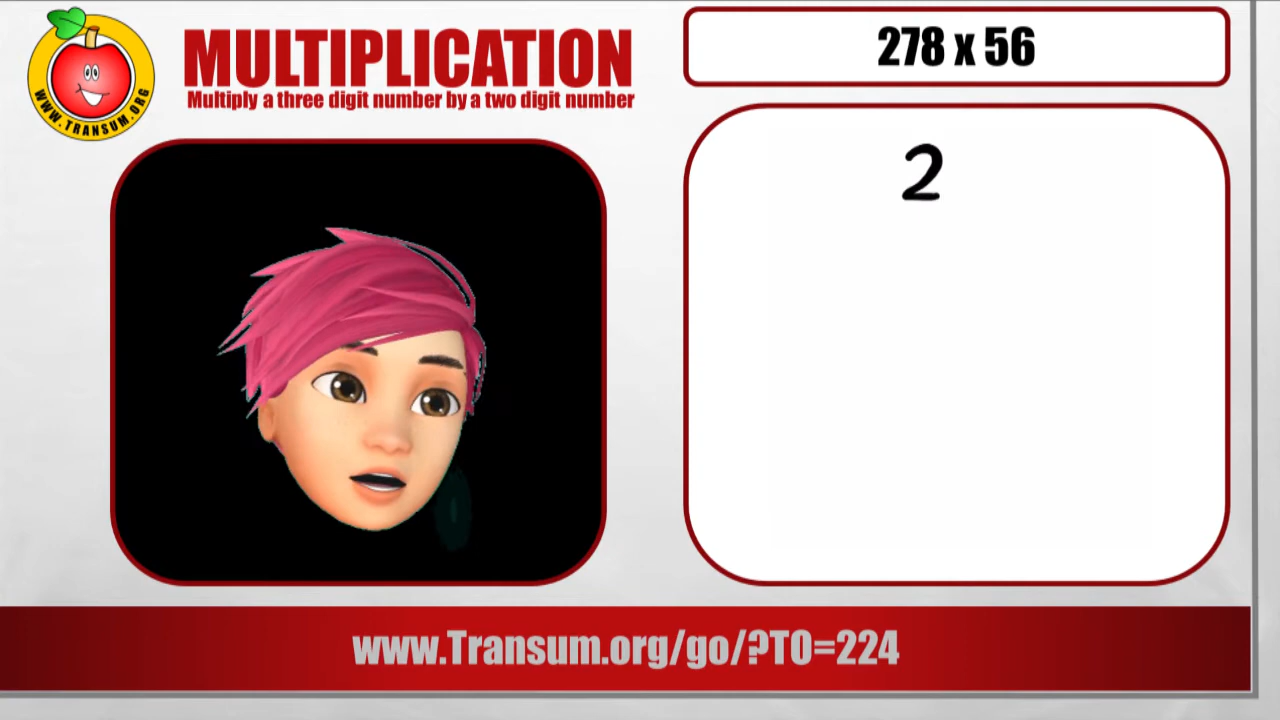 WWW.TRANSUM.ORG
MULTIPLICATION
Multiply a three digit number by a two digit number
278 x 56
2
www.Transum.org/go/?TO=224